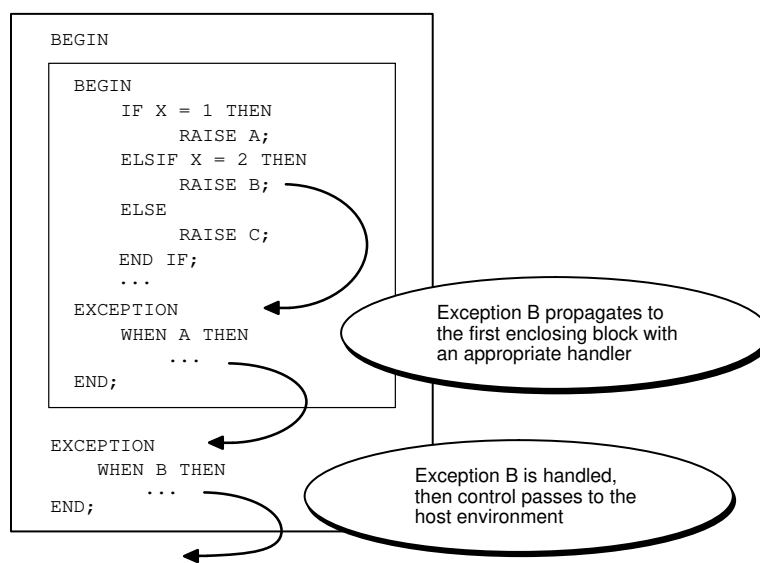 BEGIN
BEGIN
IF X = 1 THEN
RAISE A;
ELSIF X = 2 THEN
RAISE B;
ELSE
RAISE C;
END IF;
...
EXCEPTION
WHEN A THEN
...
END;
Exception B propagates to
the first enclosing block with
an appropriate handler
EXCEPTION
WHEN B THEN
...
END;
Exception B is handled,
then control passes to the
host environment